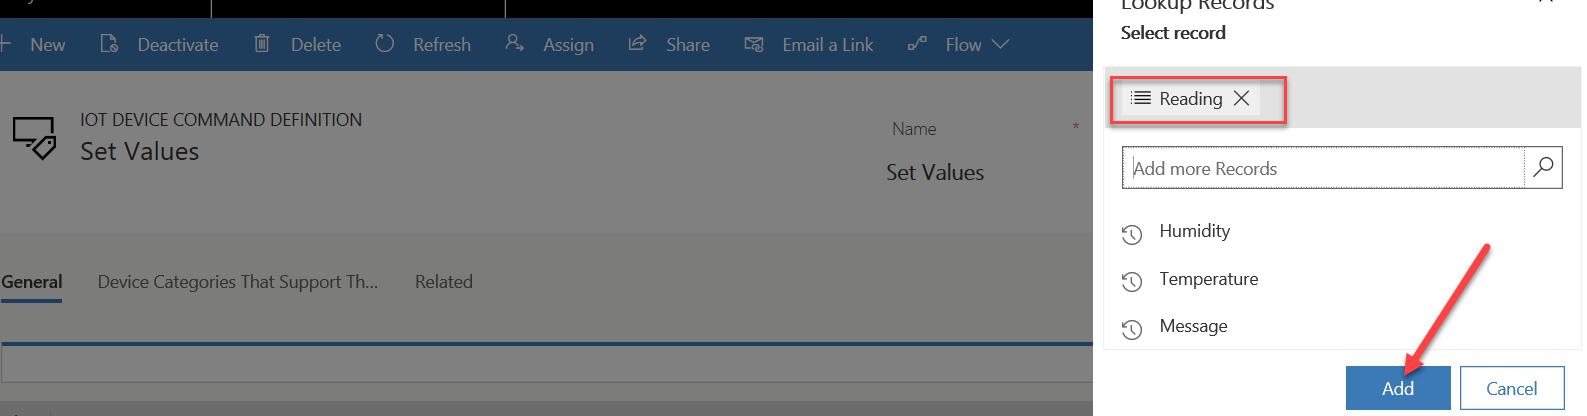 New Deactivate Delete Refresh Assign Share Email a Link Flow
IOT DEVICE COMMAND DEFINITION
Set Values
Name *
Set Values
General Device Categories That Support Th... Related
Lookup Records
Select record
Reading
Add more Records
Humidity
Temperature
Message
Add Cancel